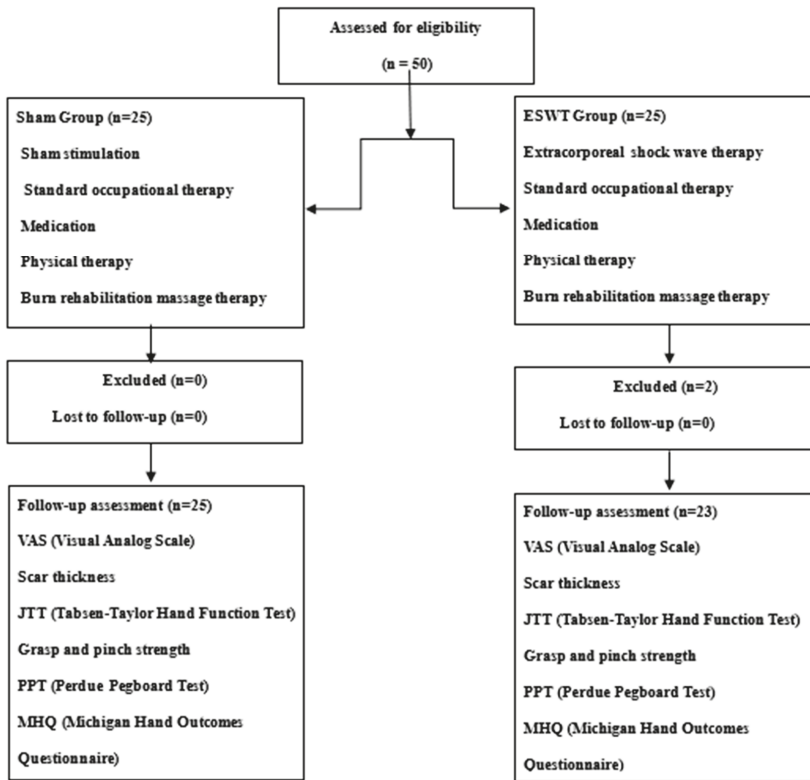 Assessed for eligibility
(n = 50)
Sham Group (n=25)
Sham stimulation
Standard occupational therapy
Medication
Physical therapy
Burn rehabilitation massage therapy
ESWT Group (n=25)
Extracorporeal shock wave therapy
Standard occupational therapy
Medication
Physical therapy
Burn rehabilitation massage therapy
Excluded (n=0)
Lost to follow-up (n=0)
Excluded (n=2)
Lost to follow-up (n=0)
Follow-up assessment (n=25)
VAS (Visual Analog Scale)
Scar thickness
JTT (Tabsen-Taylor Hand Function Test)
Grasp and pinch strength
PPT (Perdue Pegboard Test)
MHQ (Michigan Hand Outcomes
Questionnaire)
Follow-up assessment (n=23)
VAS (Visual Analog Scale)
Scar thickness
JTT (Tabsen-Taylor Hand Function Test)
Grasp and pinch strength
PPT (Perdue Pegboard Test)
MHQ (Michigan Hand Outcomes
Questionnaire)